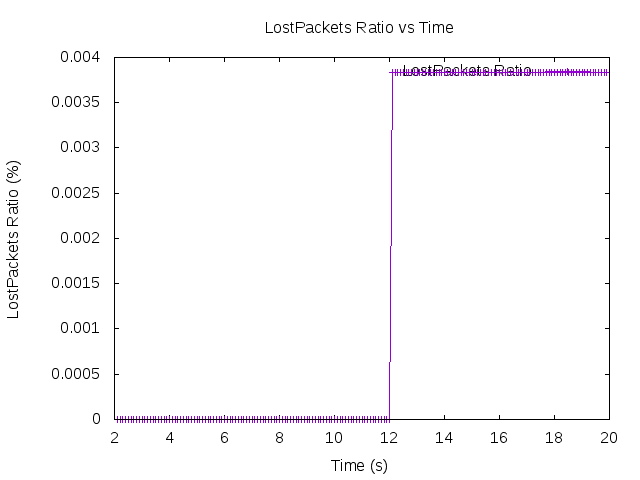 LostPackets Ratio vs Time
0.004
0.0035
0.003
0.0025
0.002
0.0015
0.001
0.0005
0
LostPackets Ratio (%)
LostPackets Ratio
2 4 6 8 10 12 14 16 18 20
Time (s)